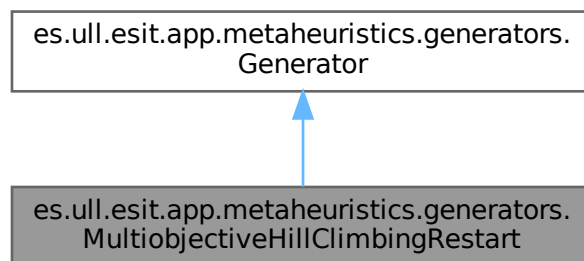 es.ull.esit.app.metaheuristics.generators.
Generator
es.ull.esit.app.metaheuristics.generators.
MultiobjectiveHillClimbingRestart